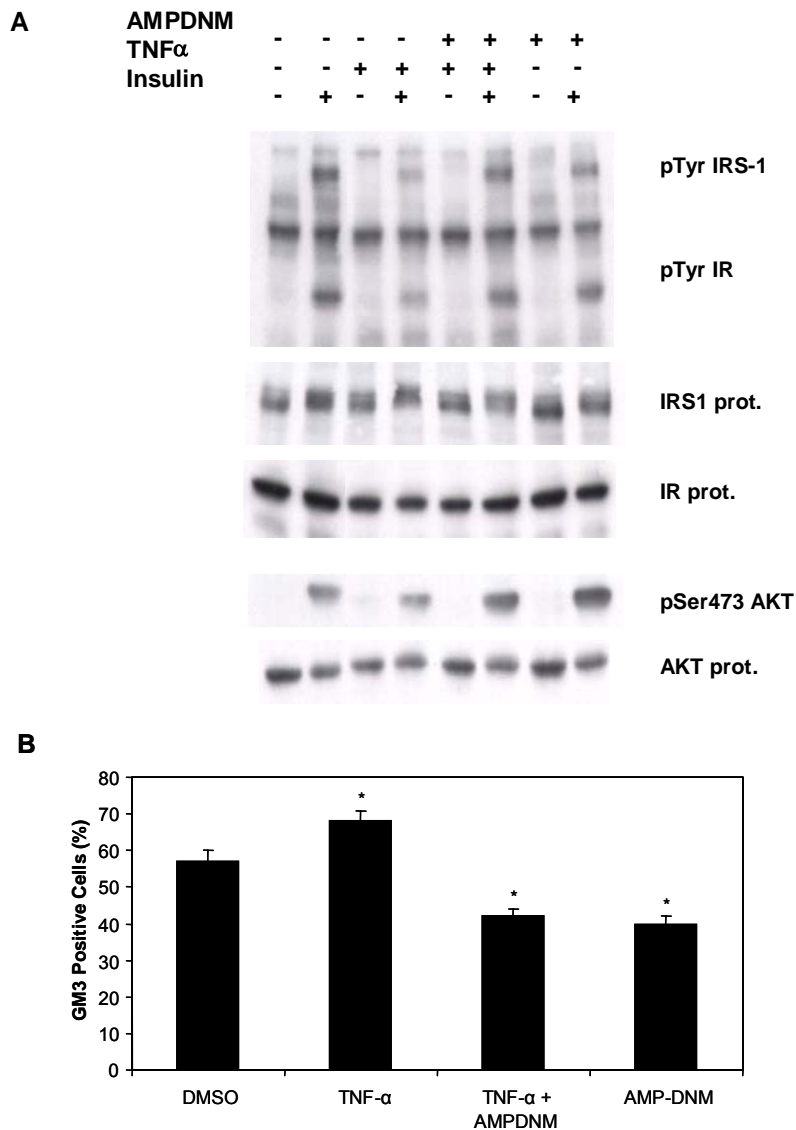 A
AMPDNM - - - - + + + +
TNFα - - + + + + - -
Insulin - + - + - + - +
pTyr IRS-1
pTyr IR
IRS1 prot.
IR prot.
pSer473 AKT
AKT prot.
B
GM3 Positive Cells (%)
80
70
60
50
40
30
20
10
0
*
*
*
DMSO
TNF-α
TNF-α +
AMPDNM
AMP-DNM